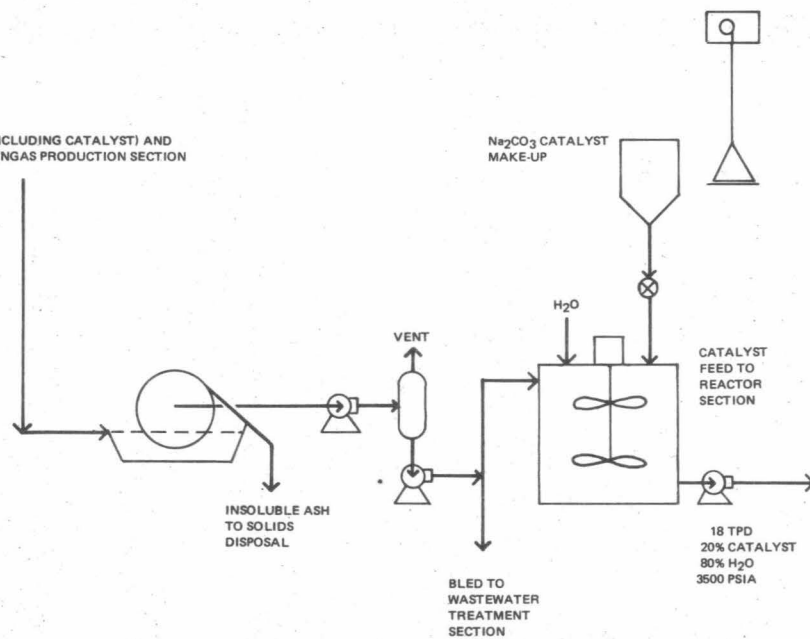 NCLUDING CATALYST) AND
NGAS PRODUCTION SECTION
Na2CO3 CATALYST
MAKE-UP
H2O
VENT
CATALYST
FEED TO
REACTOR
SECTION
INSOLUBLE ASH
TO SOLIDS
DISPOSAL
18 TPD
20% CATALYST
80% H2O
3500 PSIA
BLED TO
WASTEWATER
TREATMENT
SECTION